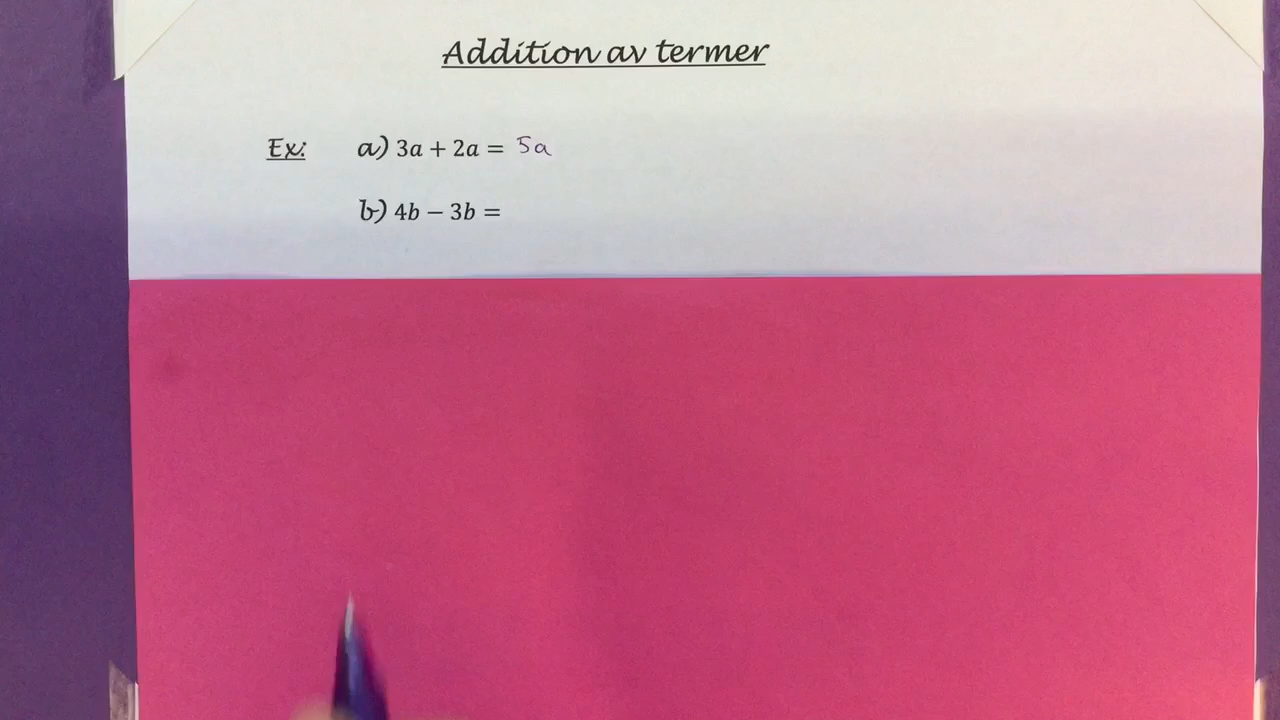 Addition av termer
Ex: a) 3a + 2a = 5a
b) 4b − 3b =